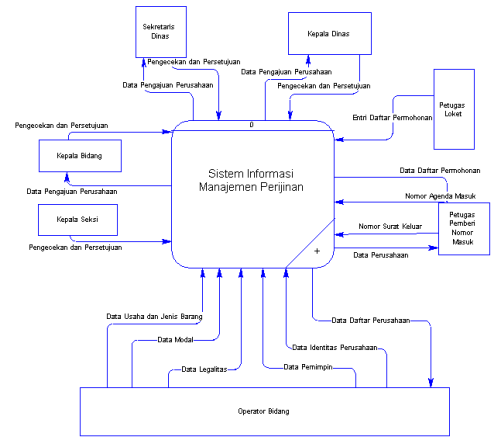 Sekretaris
Dinas
Kepala Dinas
Pengecekan dan Persetujuan
Data Pengajuan Perusahaan
Data Pengajuan Perusahaan
Pengecekan dan Persetujuan
Petugas
Loket
Entri Daftar Permohonan
Pengecekan dan Persetujuan
0
Kepala Bidang
Sistem Informasi
Manajemen Perijinan
Data Daftar Permohonan
Data Pengajuan Perusahaan
Nomor Agenda Masuk
Kepala Seksi
Petugas
Pemberi
Nomor
Masuk
Nomor Surat Keluar
Pengecekan dan Persetujuan
+
Data Perusahaan
Data Usaha dan Jenis Barang
Data Daftar Perusahaan
Data Modal
Data Identitas Perusahaan
Data Legalitas
Data Pemimpin
Operator Bidang